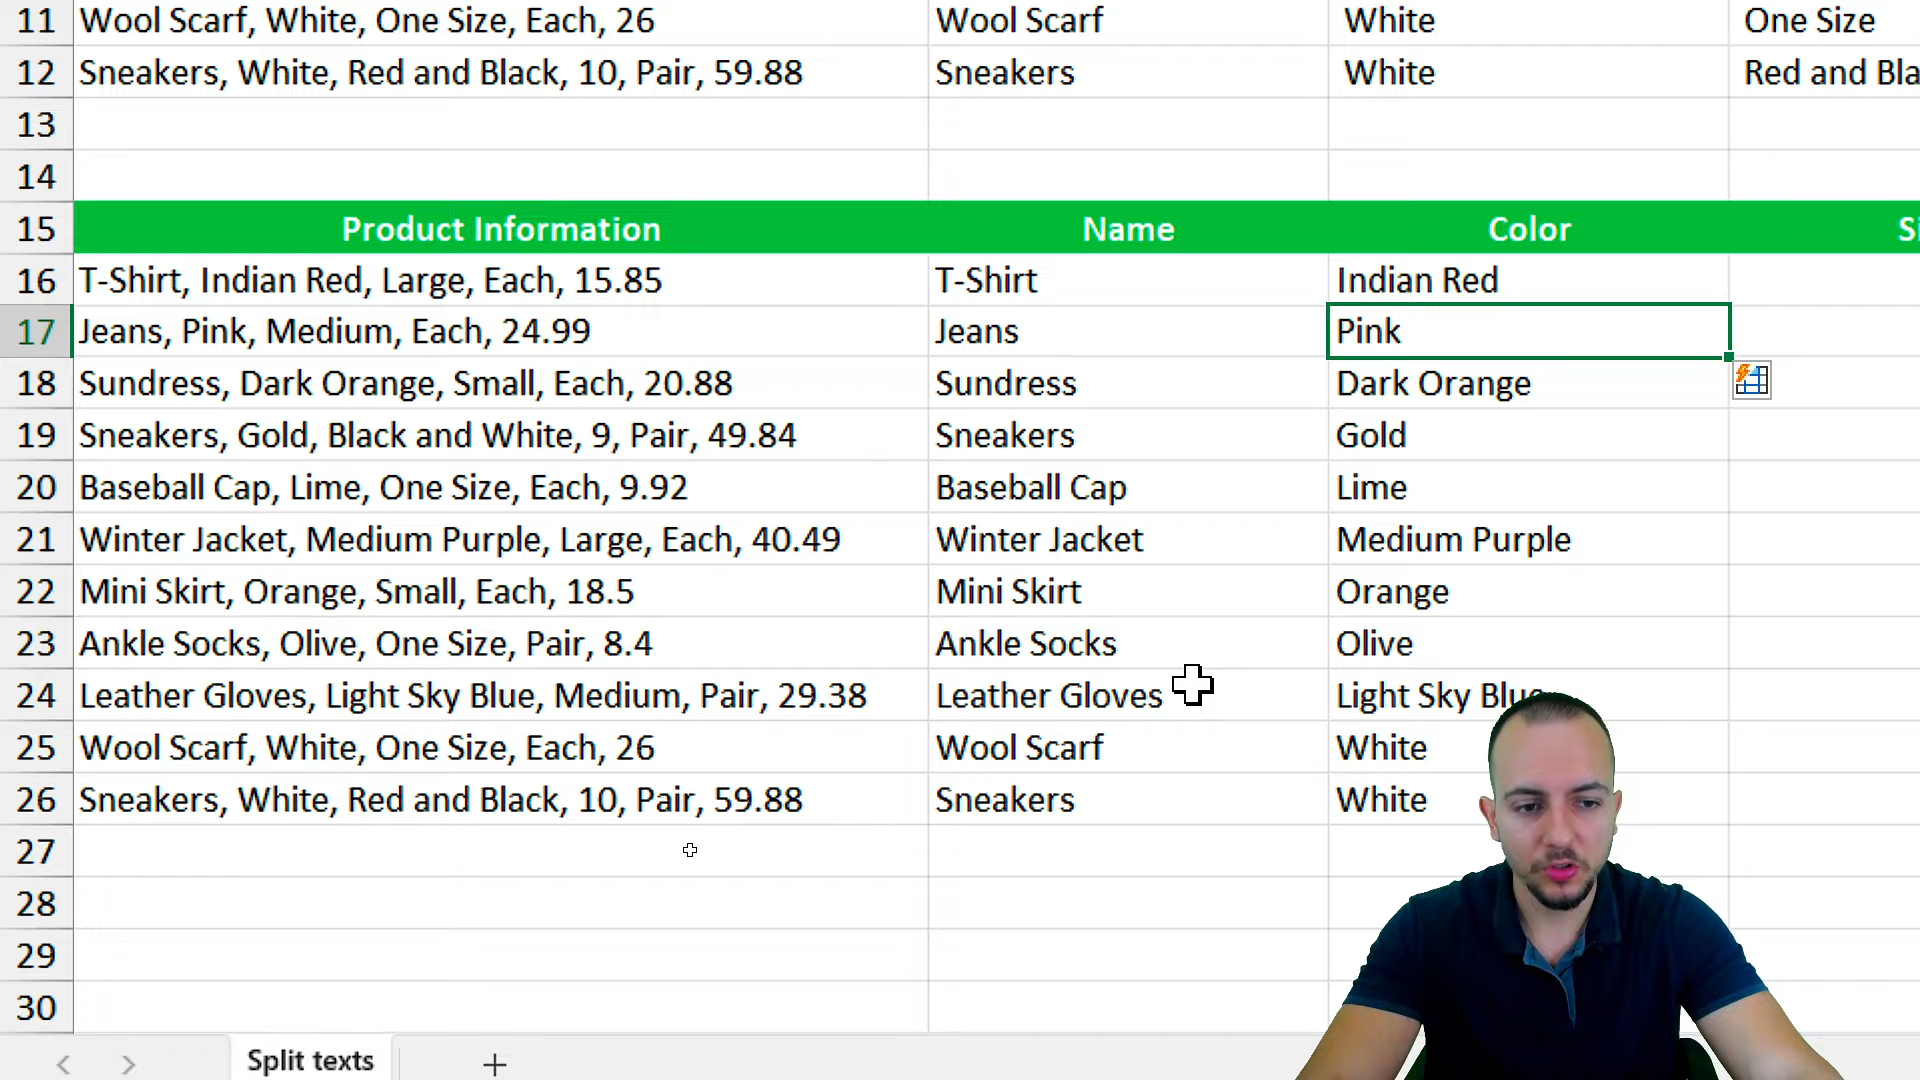 11 Wool Scarf, White, One Size, Each, 26 Wool Scarf White One Size
12 Sneakers, White, Red and Black, 10, Pair, 59.88 Sneakers White Red and Bla
13
14
15 Product Information Name Color Si
16 T-Shirt, Indian Red, Large, Each, 15.85 T-Shirt Indian Red
17 Jeans, Pink, Medium, Each, 24.99 Jeans Pink
18 Sundress, Dark Orange, Small, Each, 20.88 Sundress Dark Orange
19 Sneakers, Gold, Black and White, 9, Pair, 49.84 Sneakers Gold
20 Baseball Cap, Lime, One Size, Each, 9.92 Baseball Cap Lime
21 Winter Jacket, Medium Purple, Large, Each, 40.49 Winter Jacket Medium Purple
22 Mini Skirt, Orange, Small, Each, 18.5 Mini Skirt Orange
23 Ankle Socks, Olive, One Size, Pair, 8.4 Ankle Socks Olive
24 Leather Gloves, Light Sky Blue, Medium, Pair, 29.38 Leather Gloves Light Sky Blue
25 Wool Scarf, White, One Size, Each, 26 Wool Scarf White
26 Sneakers, White, Red and Black, 10, Pair, 59.88 Sneakers White
27
28
29
30
Split texts